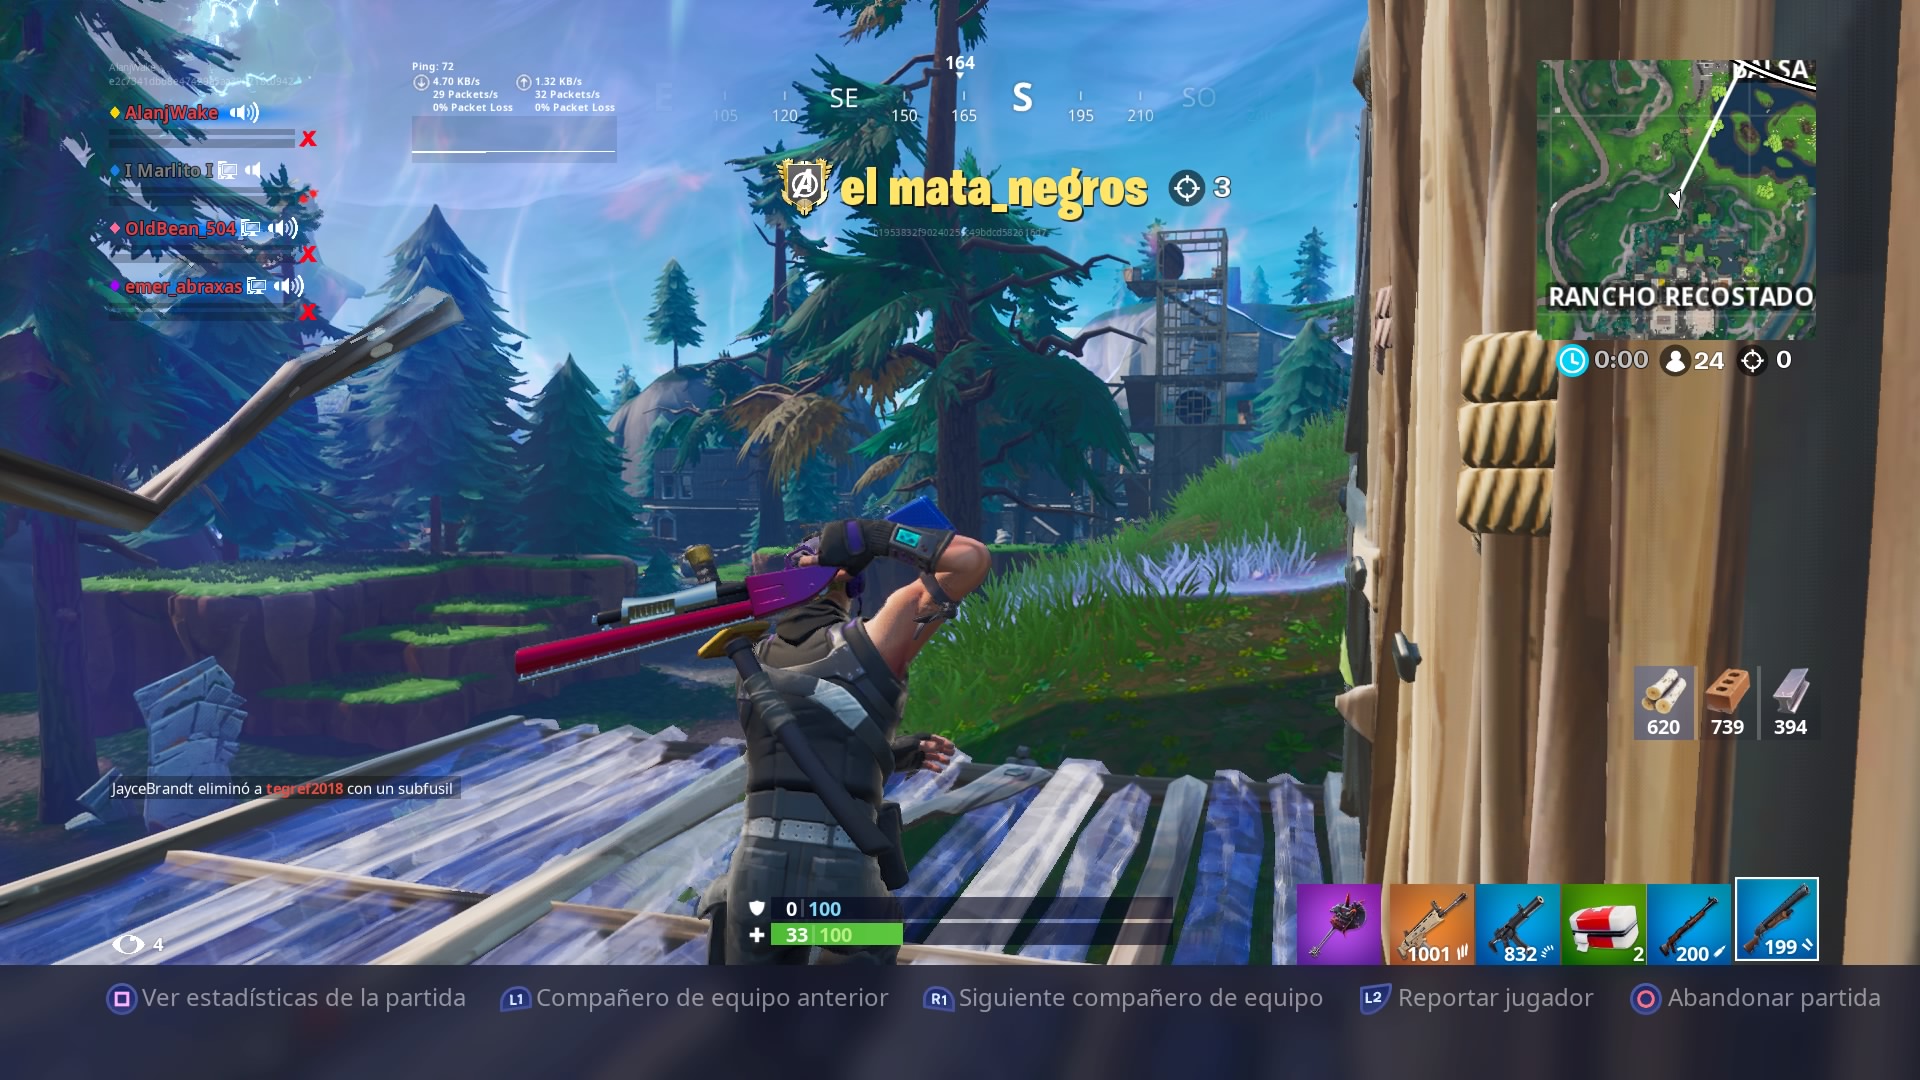 AlanjWake
AlanjWake
I Marlito I
OldBean_504
emer_abraxas
Ping: 72
4.70 KB/s
29 Packets/s
0% Packet Loss
1.32 KB/s
32 Packets/s
0% Packet Loss
164
E SE S SO
105 120 150 165 195 210
el mata_negros 3
BALSA
RANCHO RECOSTADO
0:00 24 0
620 739 394
JayceBrandt eliminó a tegref2018 con un subfusil
0 | 100
33 | 100
4
1001 832 2 200 199
Ver estadísticas de la partida L1 Compañero de equipo anterior R1 Siguiente compañero de equipo L2 Reportar jugador Abandonar partida